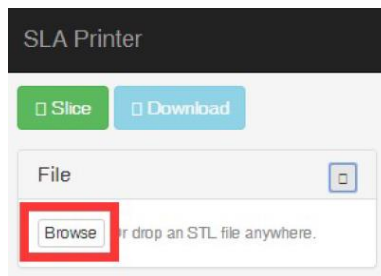 SLA Printer
Slice Download
File
Browse r drop an STL file anywhere.